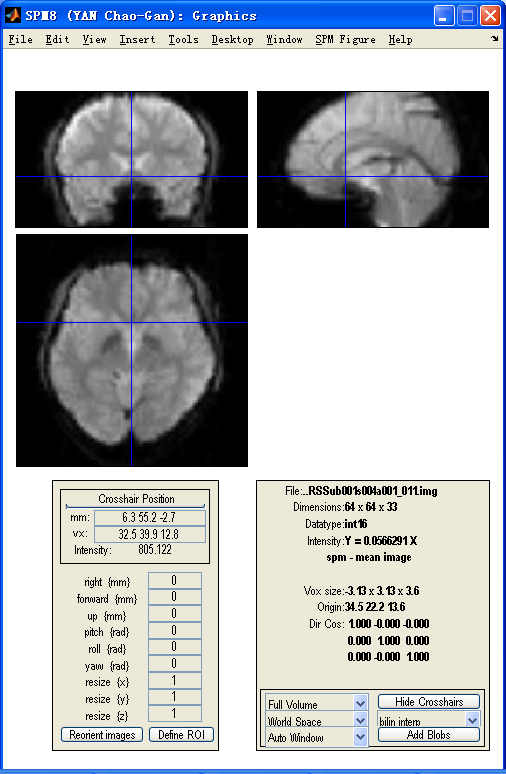 SPM8 (YAN Chao-Gan): Graphics
File Edit View Insert Tools Desktop Window SPM Figure Help
Crosshair Position
mm: 6.3 55.2 -2.7
vx: 32.5 39.9 12.8
Intensity: 805.122
right {mm} 0
forward {mm} 0
up {mm} 0
pitch {rad} 0
roll {rad} 0
yaw {rad} 0
resize {x} 1
resize {y} 1
resize {z} 1
Reorient images Define ROI
File:..RSSub001s004a001_011.img
Dimensions:64 x 64 x 33
Datatype:int16
Intensity:Y = 0.0566291 X
spm - mean image
Vox size:-3.13 x 3.13 x 3.6
Origin:34.5 22.2 13.6
Dir Cos: 1.000 -0.000 -0.000
0.000 1.000 0.000
0.000 -0.000 1.000
Full Volume Hide Crosshairs
World Space bilin interp
Auto Window Add Blobs